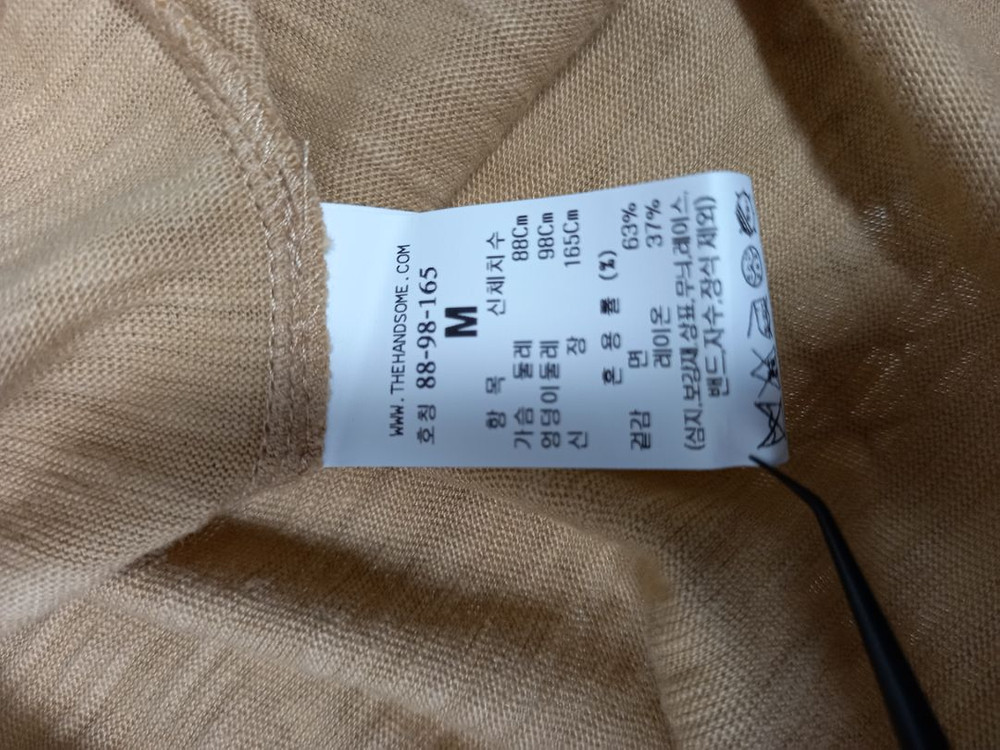 WWW.THEHANDSOME.COM
호칭 88-98-165
M
항 목 신체치수
가슴 둘레 88Cm
엉덩이둘레 98Cm
신 장 165Cm
혼 용 률 (%)
겉감 면 63%
레이온 37%
(심지,보강재,상표,무늬,레이스,
밴드,자수,장식 제외)